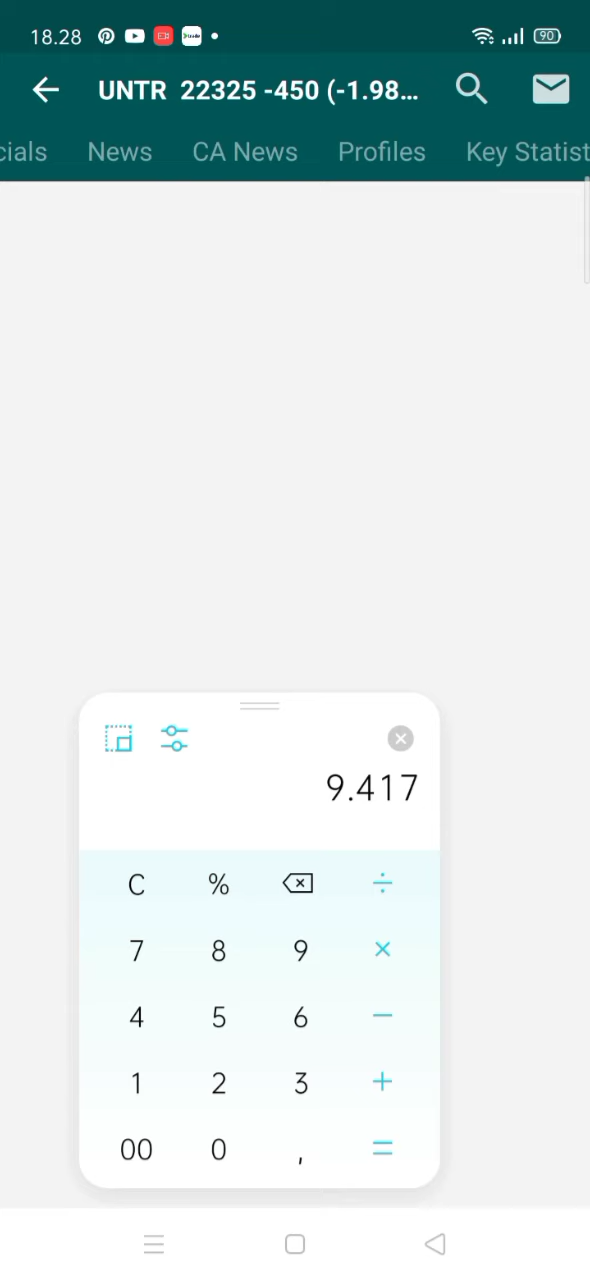 18.28 90
UNTR 22325 -450 (-1.98...
cials News CA News Profiles Key Statist
9.417
C % ÷
7 8 9 ×
4 5 6 −
1 2 3 +
00 0 , =